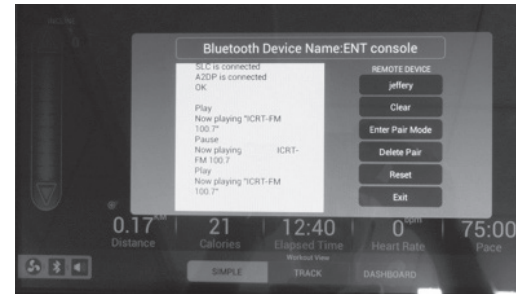 Bluetooth Device Name:ENT console
SLC is connected
A2DP is connected
OK
Play
Now playing "ICRT-FM
100.7"
Pause
Now playing ICRT-
FM 100.7
Play
Now playing "ICRT-FM
100.7"
REMOTE DEVICE
jeffery
Clear
Enter Pair Mode
Delete Pair
Reset
Exit
0.17 KM
Distance
21
Calories
12:40
Elapsed Time
0 bpm
Heart Rate
75:00
Pace
Workout View
SIMPLE
TRACK
DASHBOARD